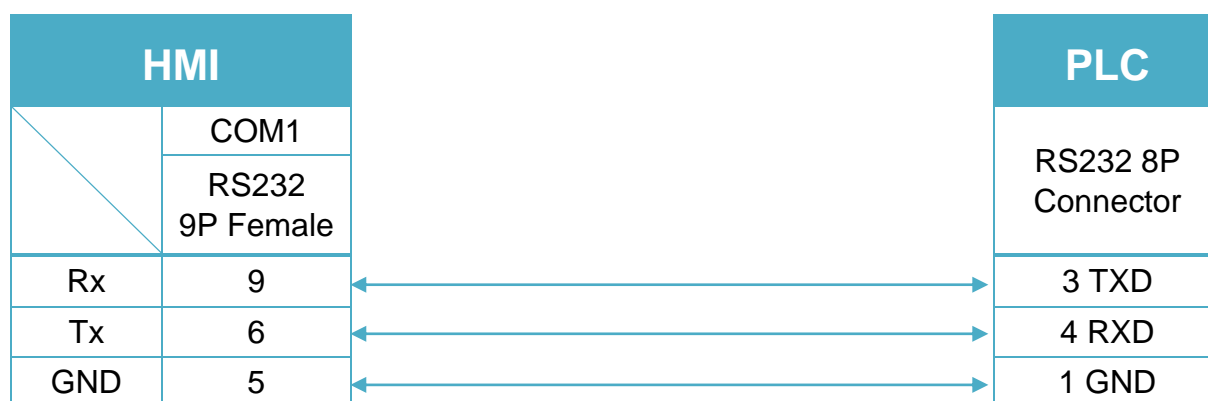 HMI
PLC
COM1
RS232
9P Female
RS232 8P
Connector
Rx 9 3 TXD
Tx 6 4 RXD
GND 5 1 GND